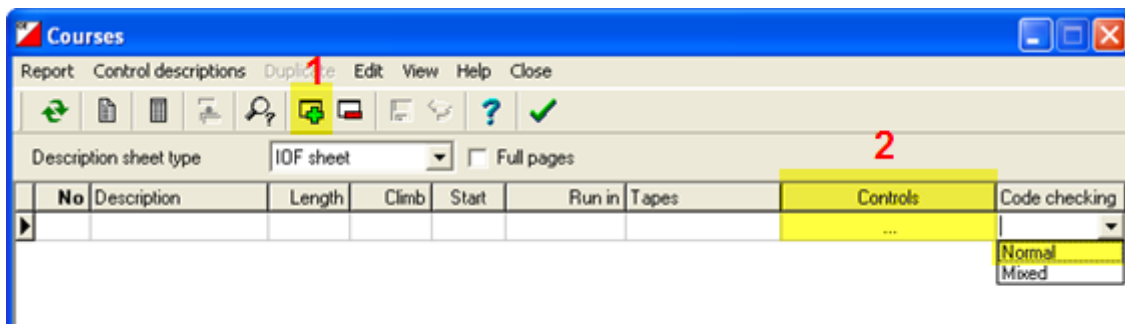 Courses
Report Control descriptions Duplicate Edit View Help Close
1
Description sheet type IOF sheet Full pages
2
No Description Length Climb Start Run in Tapes Controls Code checking
...
Normal
Mixed